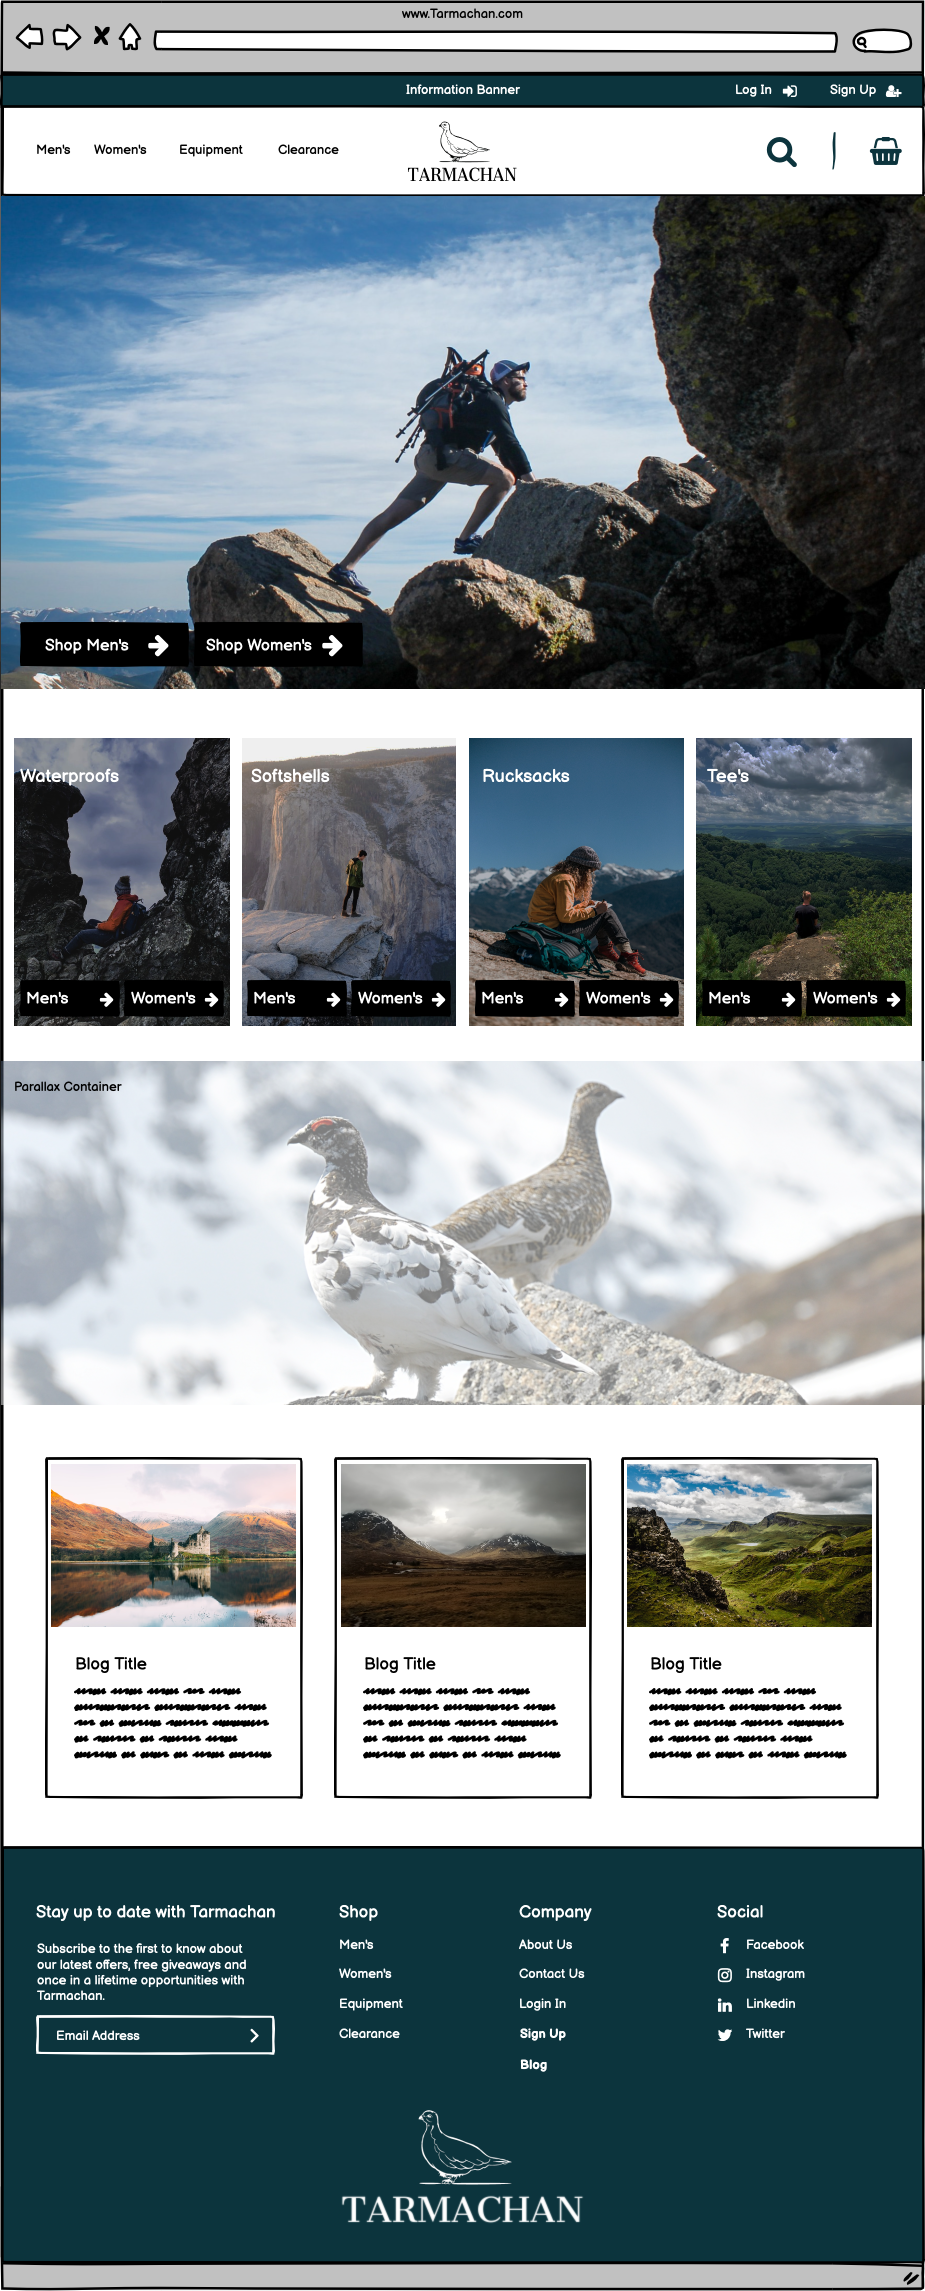 www.Tarmachan.com
Information Banner
Log In
Sign Up
Men's
Women's
Equipment
Clearance
TARMACHAN
Shop Men's
Shop Women's
Waterproofs
Softshells
Rucksacks
Tee's
Men's
Women's
Men's
Women's
Men's
Women's
Men's
Women's
Parallax Container
Blog Title
Blog Title
Blog Title
Stay up to date with Tarmachan
Subscribe to the first to know about
our latest offers, free giveaways and
once in a lifetime opportunities with
Tarmachan.
Email Address
Shop
Men's
Women's
Equipment
Clearance
Company
About Us
Contact Us
Login In
Sign Up
Blog
Social
Facebook
Instagram
Linkedin
Twitter
TARMACHAN